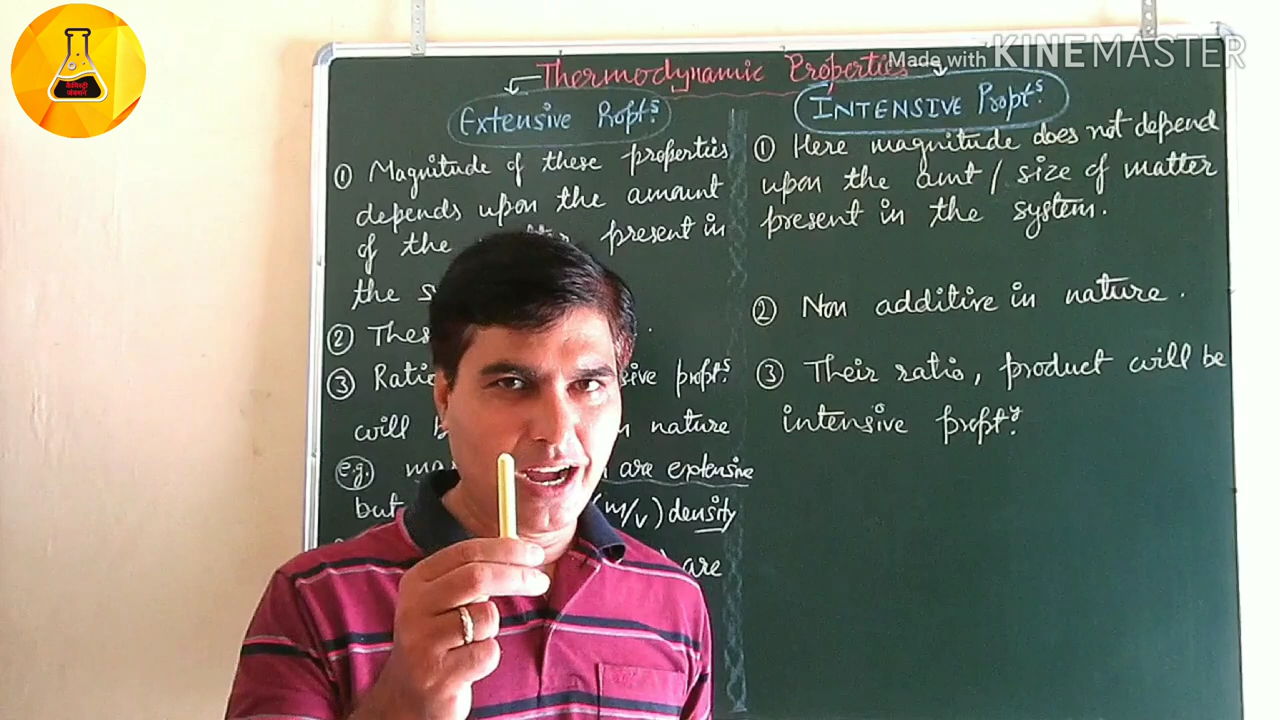 कैमिस्ट्री
जंक्शन
Made with KINEMASTER
Thermodynamic Properties
Extensive Propt.s
① Magnitude of these properties
depends upon the amount
of the present in
the s
② Thes
③ Ratio propt.s
will nature
e.g. are extensive
but (m/v) density
are
INTENSIVE Propt.s
① Here magnitude does not depend
upon the amt / size of matter
present in the system.
② Non additive in nature.
③ Their ratio, product will be
intensive propt.y